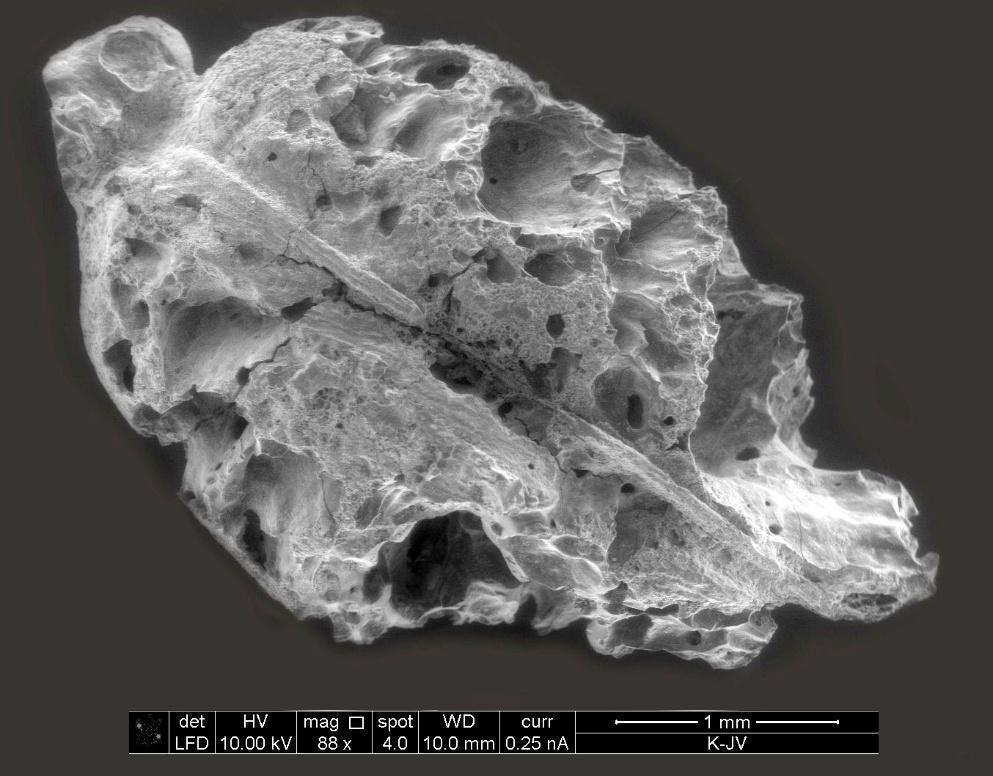 det HV mag □ spot WD curr 1 mm
LFD 10.00 kV 88 x 4.0 10.0 mm 0.25 nA K-JV